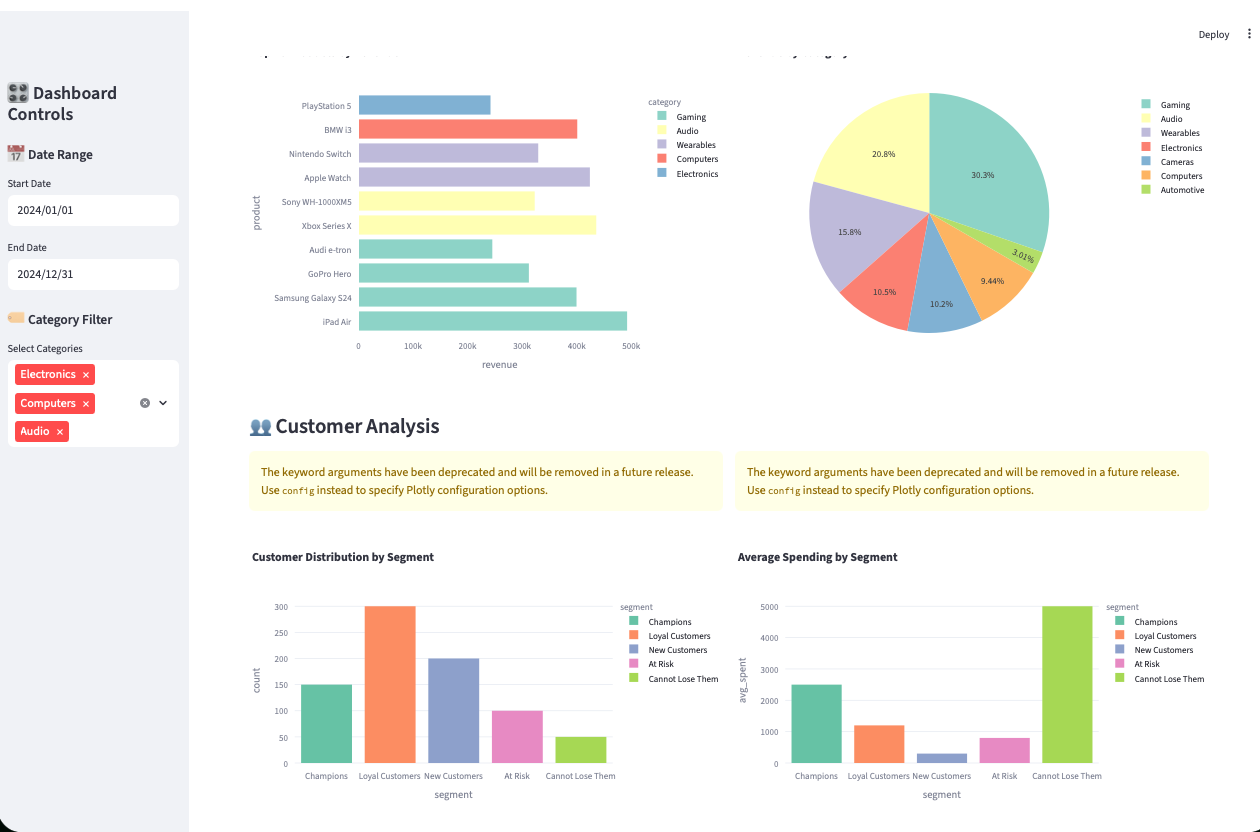 Deploy
Dashboard
Controls
Date Range
Start Date
2024/01/01
End Date
2024/12/31
Category Filter
Select Categories
Electronics ×
Computers ×
Audio ×
product
PlayStation 5
BMW i3
Nintendo Switch
Apple Watch
Sony WH-1000XM5
Xbox Series X
Audi e-tron
GoPro Hero
Samsung Galaxy S24
iPad Air
0 100k 200k 300k 400k 500k
revenue
category
Gaming
Audio
Wearables
Computers
Electronics
20.8%
30.3%
15.8%
3.01%
9.44%
10.5%
10.2%
Gaming
Audio
Wearables
Electronics
Cameras
Computers
Automotive
Customer Analysis
The keyword arguments have been deprecated and will be removed in a future release.
Use config instead to specify Plotly configuration options.
The keyword arguments have been deprecated and will be removed in a future release.
Use config instead to specify Plotly configuration options.
Customer Distribution by Segment
count
300
250
200
150
100
50
0
Champions Loyal Customers New Customers At Risk Cannot Lose Them
segment
segment
Champions
Loyal Customers
New Customers
At Risk
Cannot Lose Them
Average Spending by Segment
avg_spent
5000
4000
3000
2000
1000
0
Champions Loyal Customers New Customers At Risk Cannot Lose Them
segment
segment
Champions
Loyal Customers
New Customers
At Risk
Cannot Lose Them